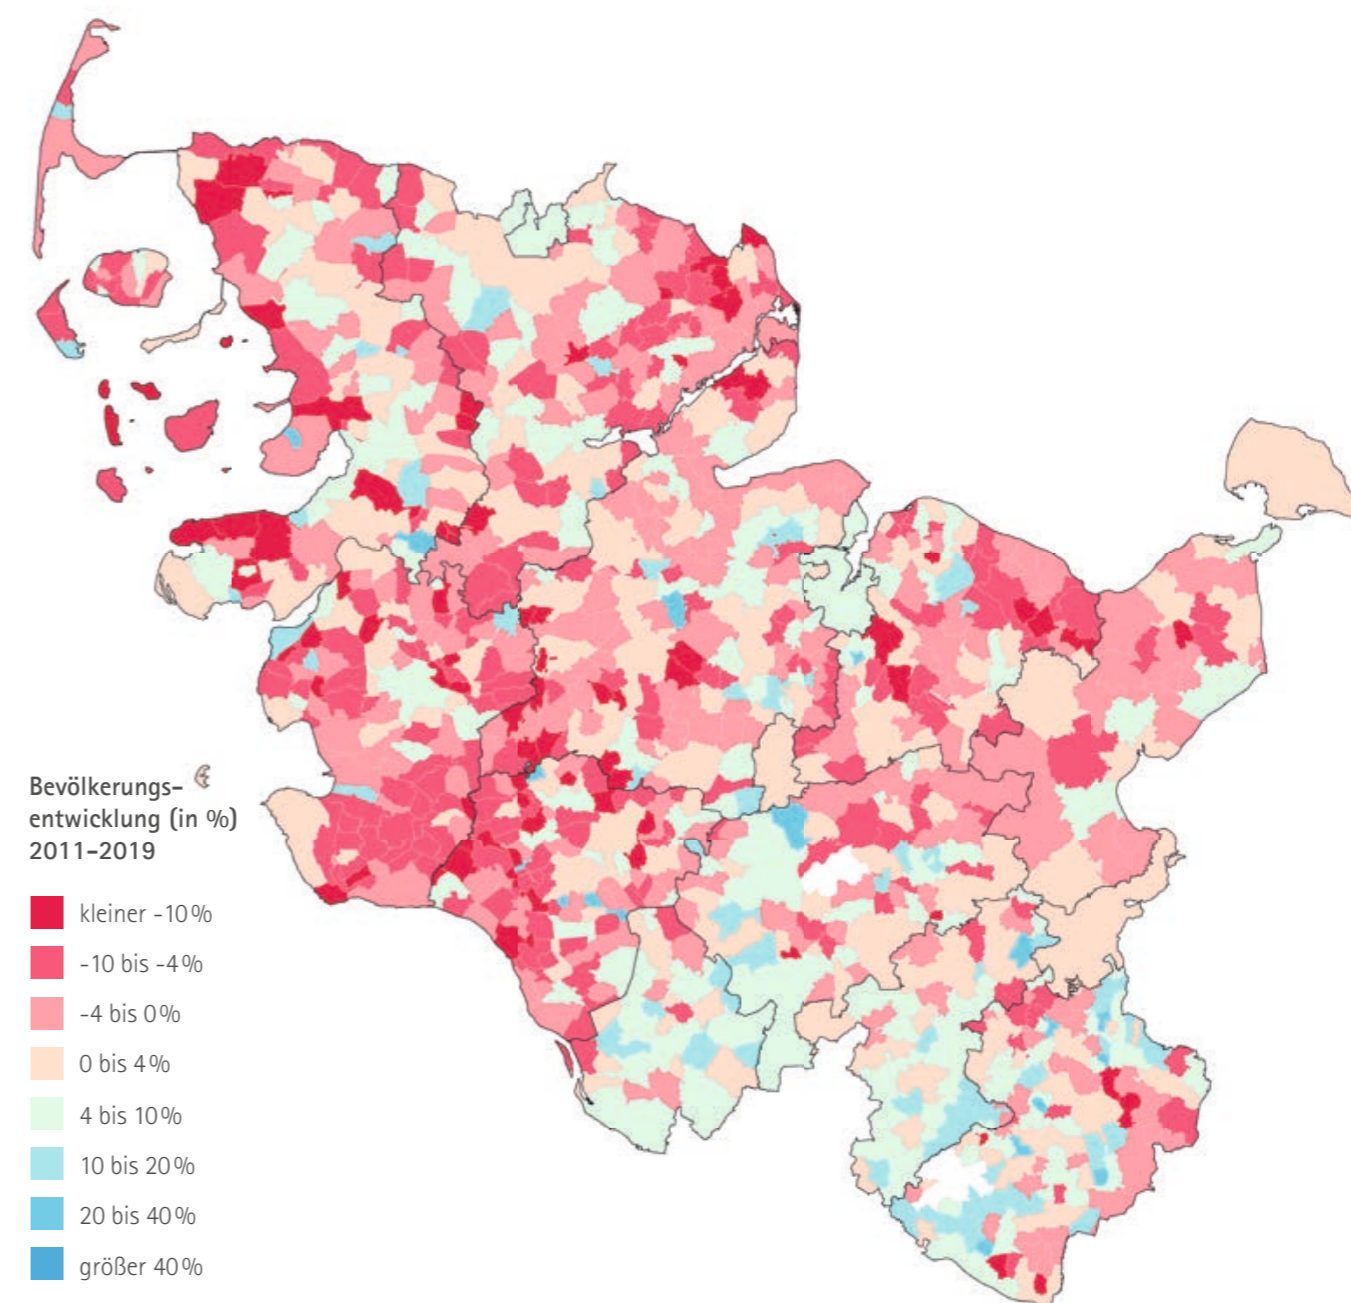 Bevölkerungs-
entwicklung (in %)
2011–2019
kleiner -10 %
-10 bis -4 %
-4 bis 0 %
0 bis 4 %
4 bis 10 %
10 bis 20 %
20 bis 40 %
größer 40 %